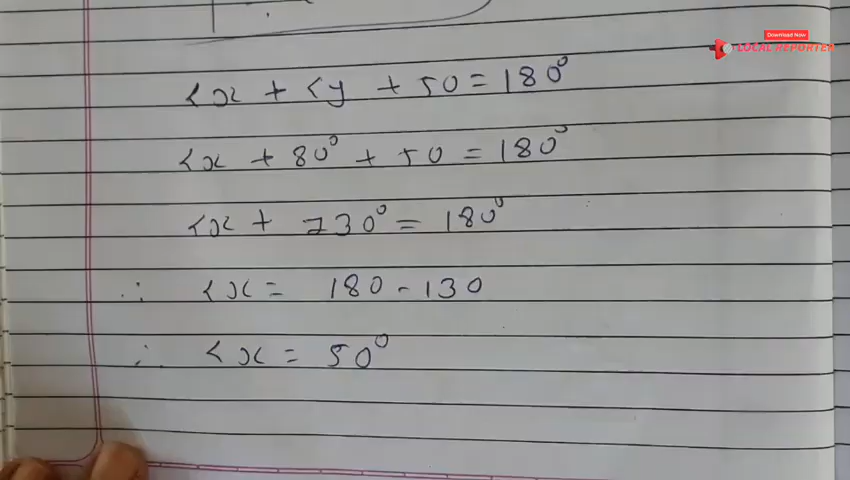 Download Now
LOCAL REPORTER
<x + <y + 50 = 180°
<x + 80° + 50 = 180°
<x + 130° = 180°
∴ <x = 180 - 130
∴ <x = 50°